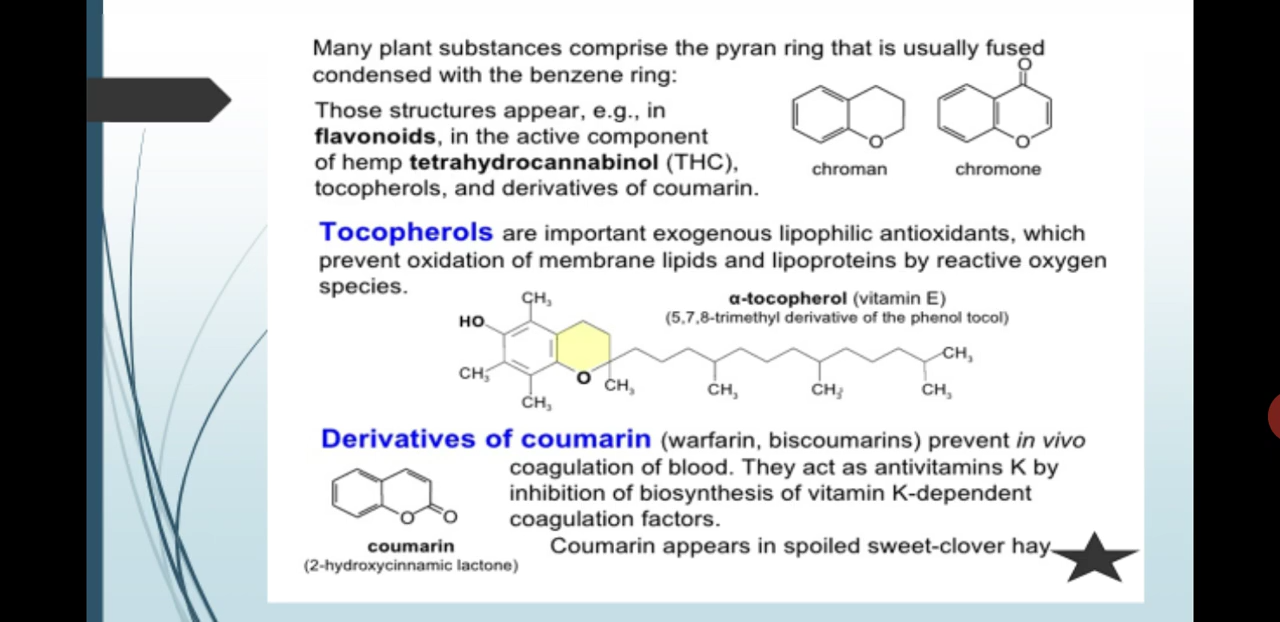 Many plant substances comprise the pyran ring that is usually fused
condensed with the benzene ring:
Those structures appear, e.g., in
flavonoids, in the active component
of hemp tetrahydrocannabinol (THC),
tocopherols, and derivatives of coumarin.
O
O
O
chroman
chromone
Tocopherols are important exogenous lipophilic antioxidants, which
prevent oxidation of membrane lipids and lipoproteins by reactive oxygen
species.
α-tocopherol (vitamin E)
(5,7,8-trimethyl derivative of the phenol tocol)
CH3
HO
CH3
CH3
O
CH3
CH3
CH3
CH3
CH3
Derivatives of coumarin (warfarin, biscoumarins) prevent in vivo
coagulation of blood. They act as antivitamins K by
inhibition of biosynthesis of vitamin K-dependent
coagulation factors.
O O
coumarin
(2-hydroxycinnamic lactone)
Coumarin appears in spoiled sweet-clover hay